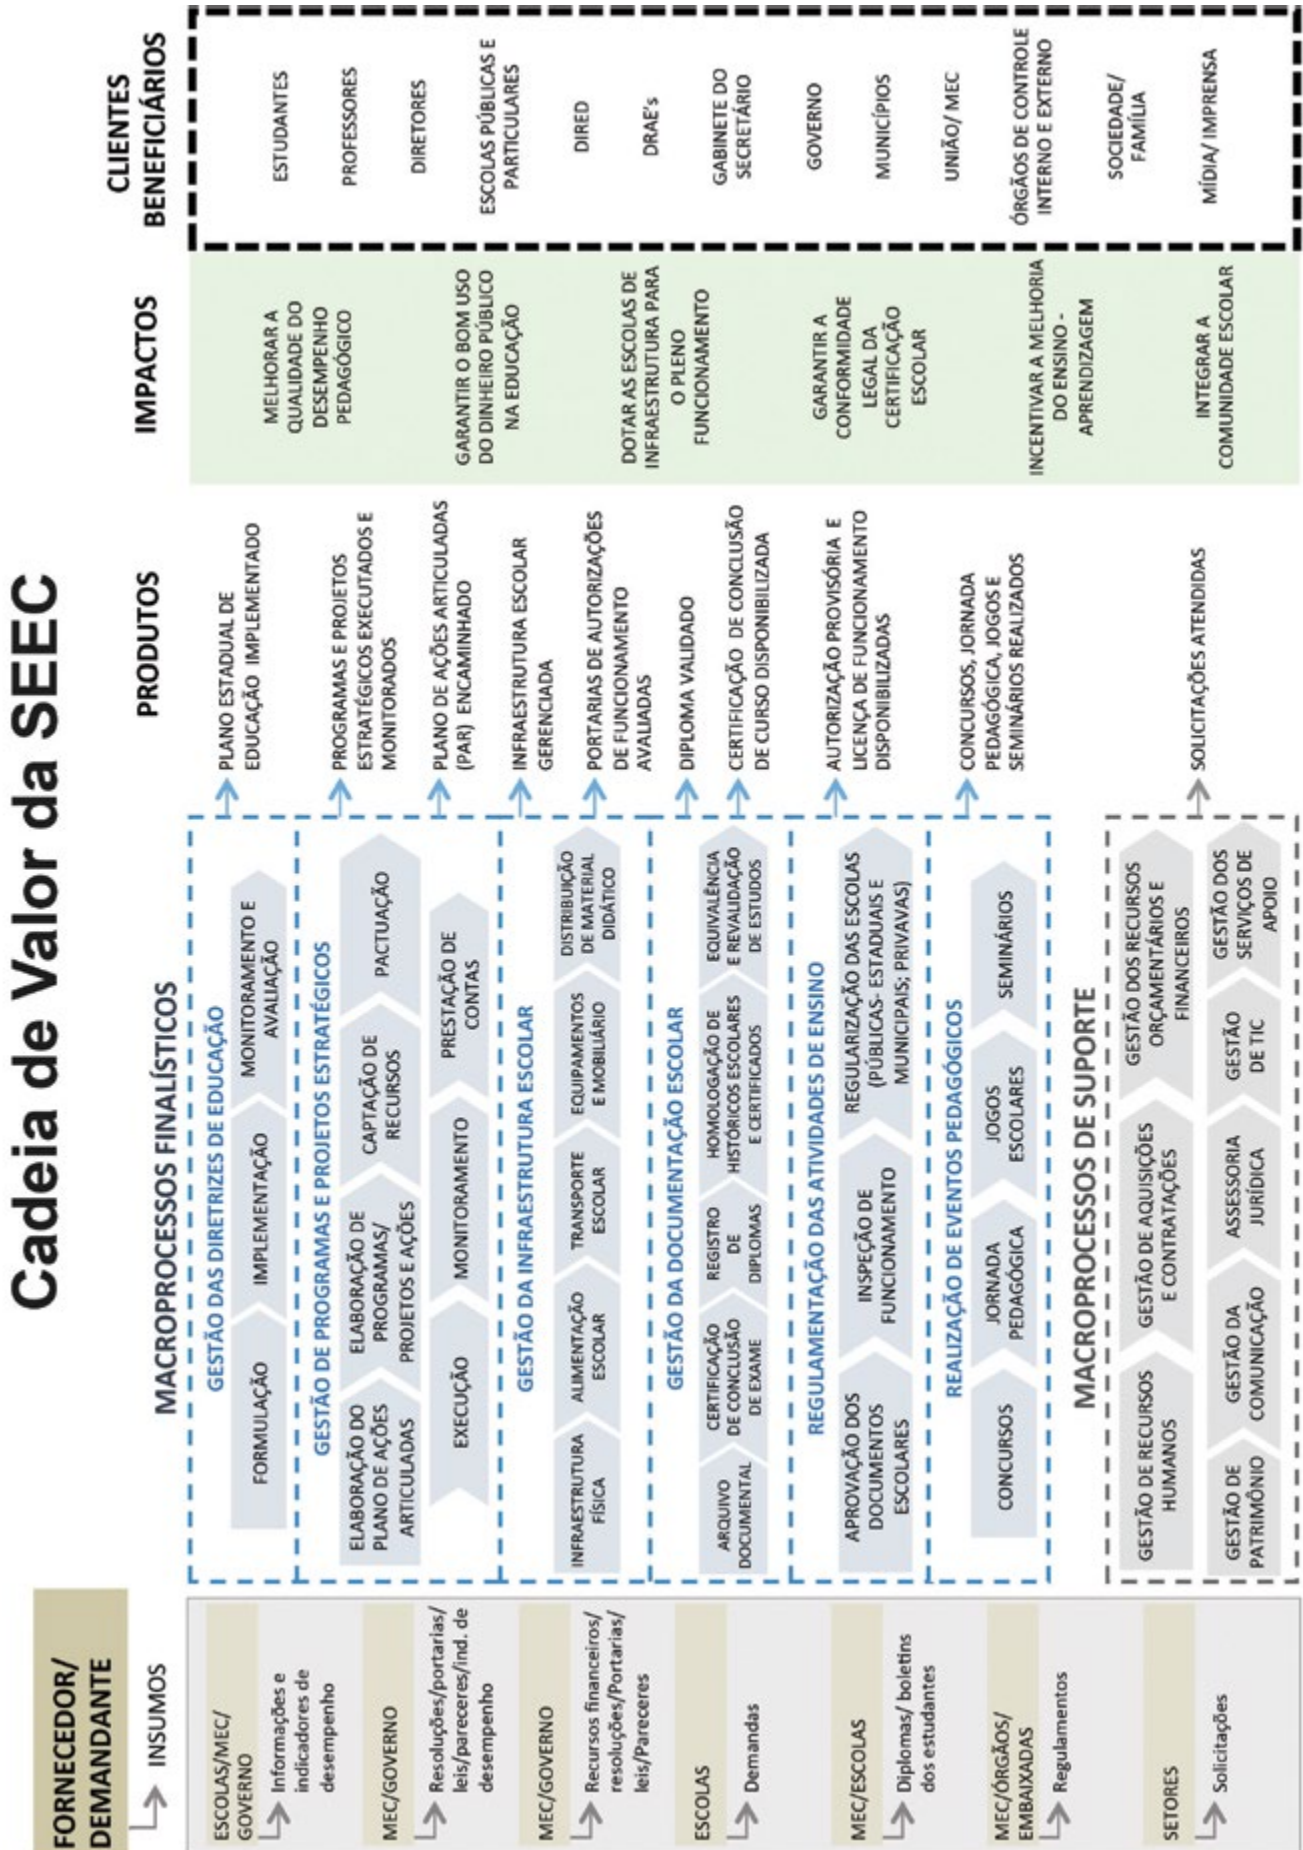 Cadeia de Valor da SEEC
FORNECEDOR/
DEMANDANTE
INSUMOS
ESCOLAS/MEC/
GOVERNO
Informações e
indicadores de
desempenho
MEC/GOVERNO
Resoluções/portarias/
leis/pareceres/ind. de
desempenho
MEC/GOVERNO
Recursos financeiros/
resoluções/Portarias/
leis/Pareceres
ESCOLAS
Demandas
MEC/ESCOLAS
Diplomas/ boletins
dos estudantes
MEC/ÓRGÃOS/
EMBAIXADAS
Regulamentos
SETORES
Solicitações
MACROPROCESSOS FINALÍSTICOS
GESTÃO DAS DIRETRIZES DE EDUCAÇÃO
FORMULAÇÃO
IMPLEMENTAÇÃO
MONITORAMENTO E
AVALIAÇÃO
GESTÃO DE PROGRAMAS E PROJETOS ESTRATÉGICOS
ELABORAÇÃO DO
PLANO DE AÇÕES
ARTICULADAS
ELABORAÇÃO DE
PROGRAMAS/
PROJETOS E AÇÕES
CAPTAÇÃO DE
RECURSOS
PACTUAÇÃO
EXECUÇÃO
MONITORAMENTO
PRESTAÇÃO DE
CONTAS
GESTÃO DA INFRAESTRUTURA ESCOLAR
INFRAESTRUTURA
FÍSICA
ALIMENTAÇÃO
ESCOLAR
TRANSPORTE
ESCOLAR
EQUIPAMENTOS
E MOBILIÁRIO
DISTRIBUIÇÃO
DE MATERIAL
DIDÁTICO
GESTÃO DA DOCUMENTAÇÃO ESCOLAR
ARQUIVO
DOCUMENTAL
CERTIFICAÇÃO
DE CONCLUSÃO
DE EXAME
REGISTRO
DE
DIPLOMAS
HOMOLOGAÇÃO DE
HISTÓRICOS ESCOLARES
E CERTIFICADOS
EQUIVALÊNCIA
E REVALIDAÇÃO
DE ESTUDOS
REGULAMENTAÇÃO DAS ATIVIDADES DE ENSINO
APROVAÇÃO DOS
DOCUMENTOS
ESCOLARES
INSPEÇÃO DE
FUNCIONAMENTO
REGULARIZAÇÃO DAS ESCOLAS
(PÚBLICAS- ESTADUAIS E
MUNICIPAIS; PRIVAVAS)
REALIZAÇÃO DE EVENTOS PEDAGÓGICOS
CONCURSOS
JORNADA
PEDAGÓGICA
JOGOS
ESCOLARES
SEMINÁRIOS
MACROPROCESSOS DE SUPORTE
GESTÃO DE RECURSOS
HUMANOS
GESTÃO DE AQUISIÇÕES
E CONTRATAÇÕES
GESTÃO DOS RECURSOS
ORÇAMENTÁRIOS E
FINANCEIROS
GESTÃO DE
PATRIMÔNIO
GESTÃO DA
COMUNICAÇÃO
ASSESSORIA
JURÍDICA
GESTÃO
DE TIC
GESTÃO DOS
SERVIÇOS DE
APOIO
PRODUTOS
PLANO ESTADUAL DE
EDUCAÇÃO IMPLEMENTADO
PROGRAMAS E PROJETOS
ESTRATÉGICOS EXECUTADOS E
MONITORADOS
PLANO DE AÇÕES ARTICULADAS
(PAR) ENCAMINHADO
INFRAESTRUTURA ESCOLAR
GERENCIADA
PORTARIAS DE AUTORIZAÇÕES
DE FUNCIONAMENTO
AVALIADAS
DIPLOMA VALIDADO
CERTIFICAÇÃO DE CONCLUSÃO
DE CURSO DISPONIBILIZADA
AUTORIZAÇÃO PROVISÓRIA E
LICENÇA DE FUNCIONAMENTO
DISPONIBILIZADAS
CONCURSOS, JORNADA
PEDAGÓGICA, JOGOS E
SEMINÁRIOS REALIZADOS
SOLICITAÇÕES ATENDIDAS
IMPACTOS
MELHORAR A
QUALIDADE DO
DESEMPENHO
PEDAGÓGICO
GARANTIR O BOM USO
DO DINHEIRO PÚBLICO
NA EDUCAÇÃO
DOTAR AS ESCOLAS DE
INFRAESTRUTURA PARA
O PLENO
FUNCIONAMENTO
GARANTIR A
CONFORMIDADE
LEGAL DA
CERTIFICAÇÃO
ESCOLAR
INCENTIVAR A MELHORIA
DO ENSINO -
APRENDIZAGEM
INTEGRAR A
COMUNIDADE ESCOLAR
CLIENTES
BENEFICIÁRIOS
ESTUDANTES
PROFESSORES
DIRETORES
ESCOLAS PÚBLICAS E
PARTICULARES
DIRED
DRAE's
GABINETE DO
SECRETÁRIO
GOVERNO
MUNICÍPIOS
UNIÃO/ MEC
ÓRGÃOS DE CONTROLE
INTERNO E EXTERNO
SOCIEDADE/
FAMÍLIA
MÍDIA/ IMPRENSA